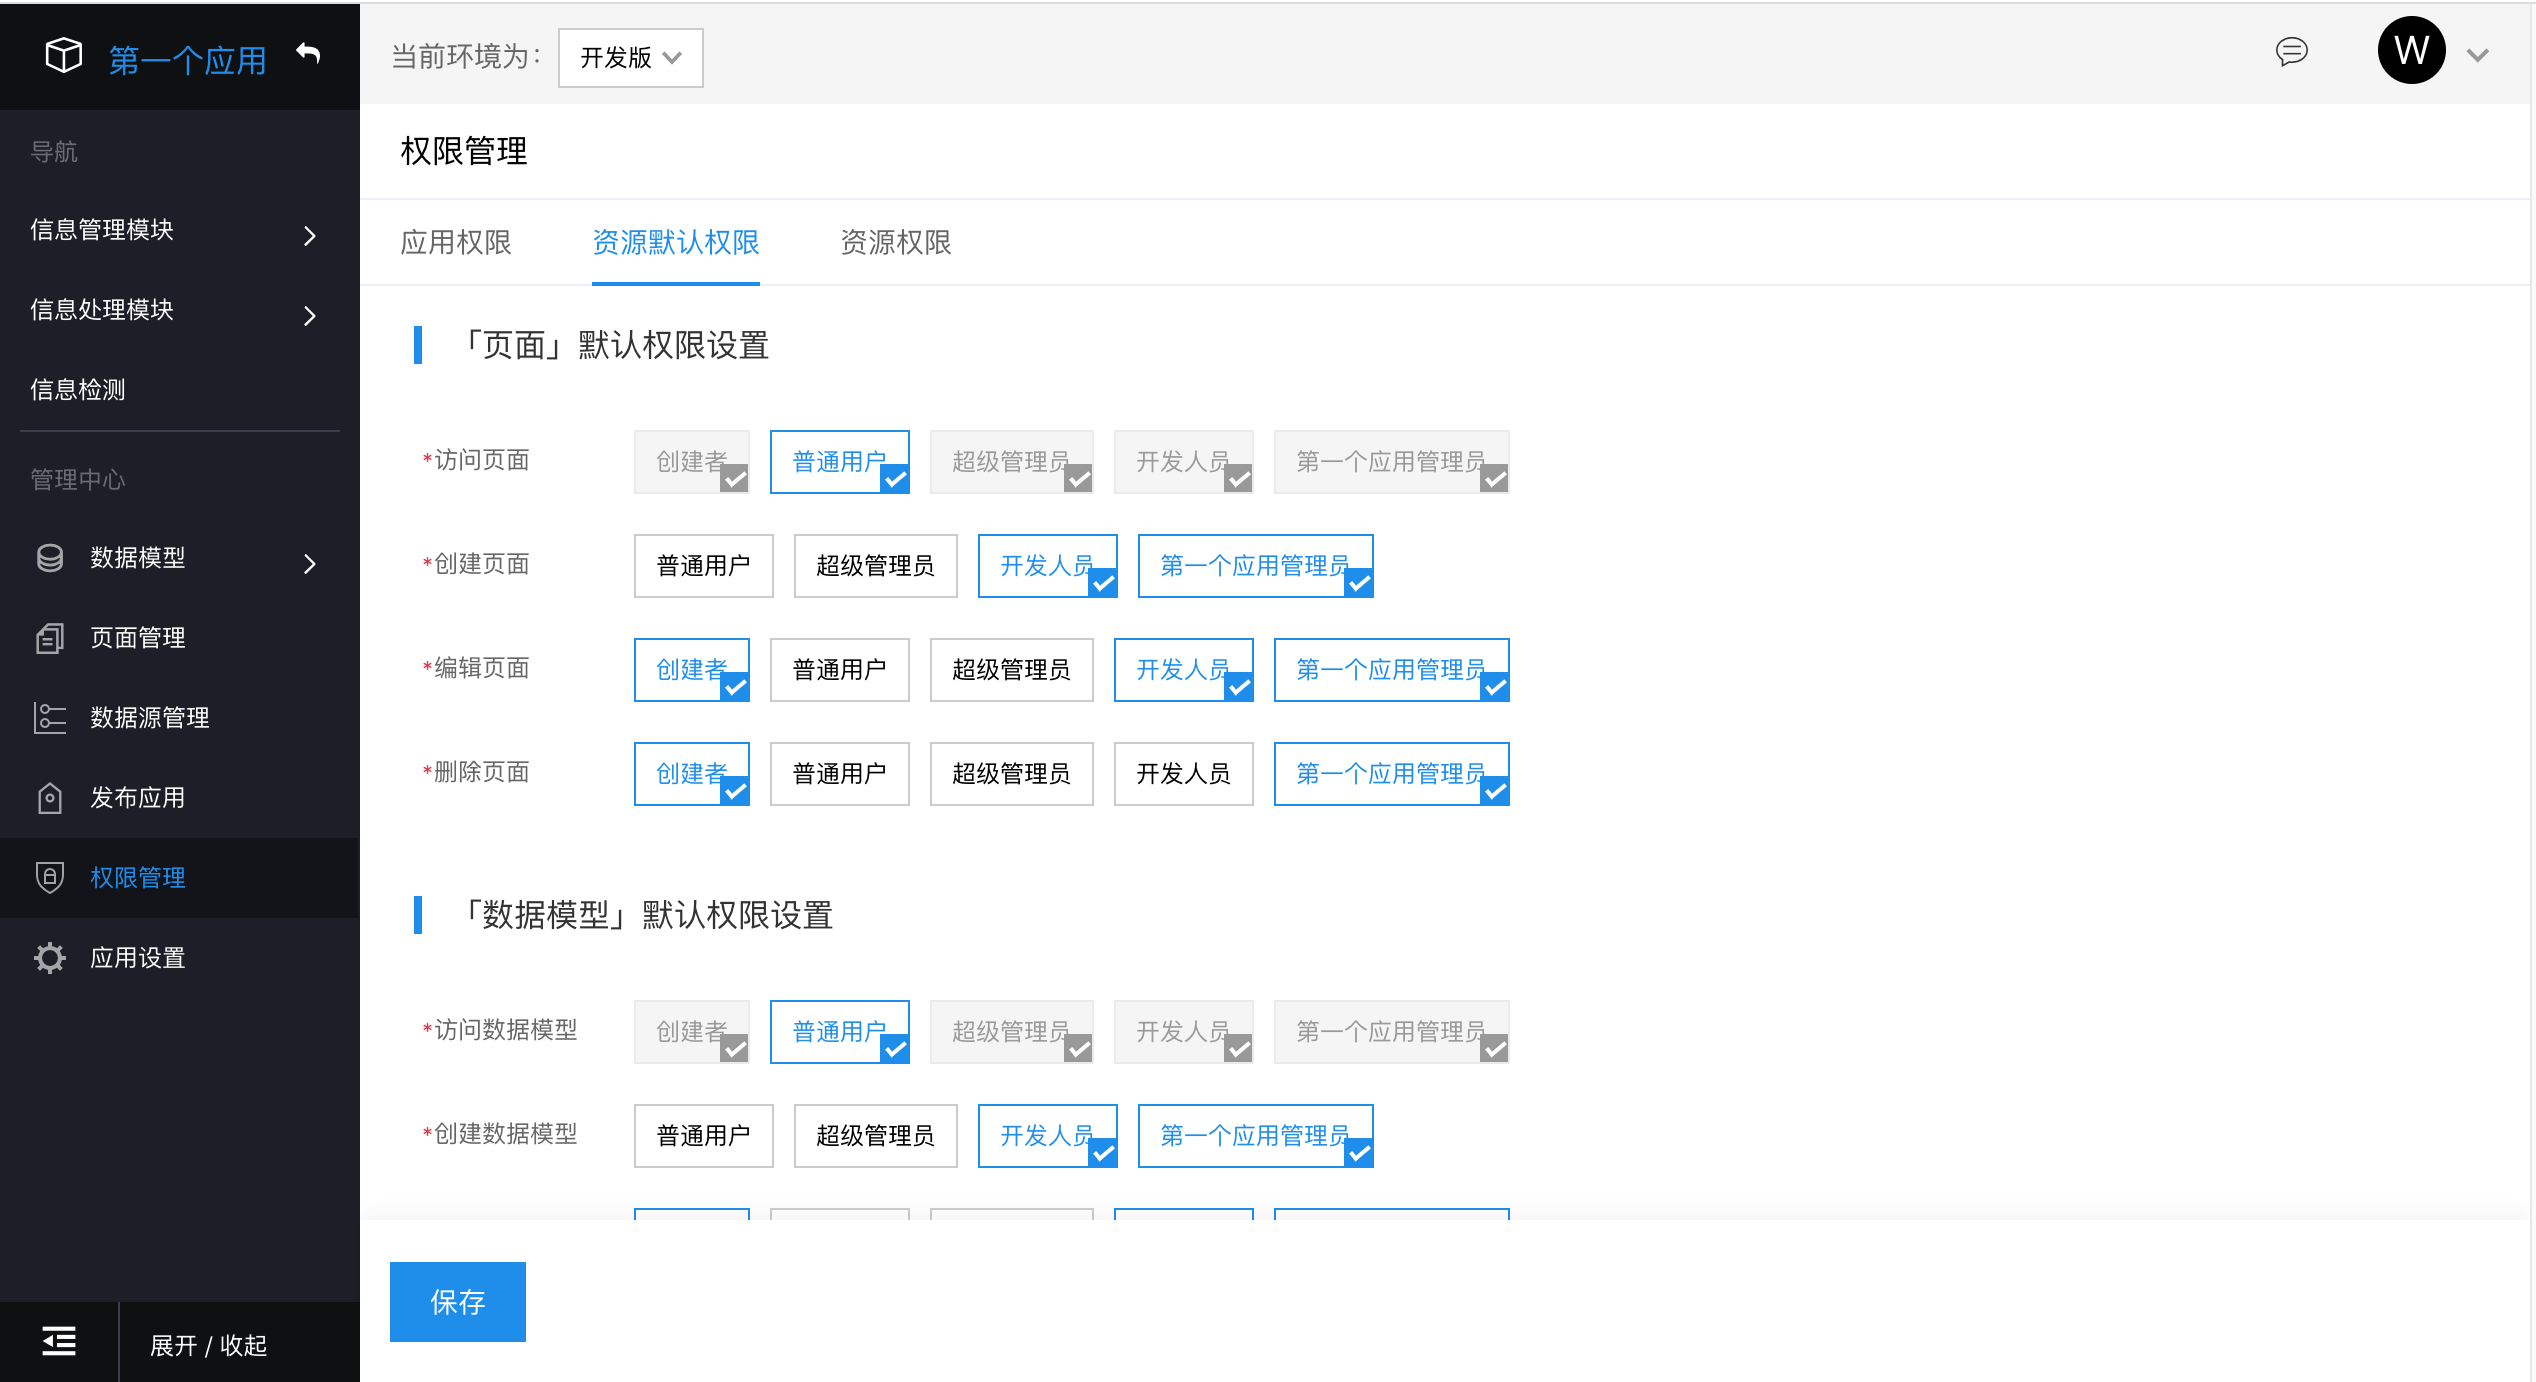 第一个应用
当前环境为：
开发版
W
导航
信息管理模块
信息处理模块
信息检测
管理中心
数据模型
页面管理
数据源管理
发布应用
权限管理
应用设置
展开 / 收起
权限管理
应用权限 资源默认权限 资源权限
「页面」默认权限设置
*访问页面 创建者 普通用户 超级管理员 开发人员 第一个应用管理员
*创建页面 普通用户 超级管理员 开发人员 第一个应用管理员
*编辑页面 创建者 普通用户 超级管理员 开发人员 第一个应用管理员
*删除页面 创建者 普通用户 超级管理员 开发人员 第一个应用管理员
「数据模型」默认权限设置
*访问数据模型 创建者 普通用户 超级管理员 开发人员 第一个应用管理员
*创建数据模型 普通用户 超级管理员 开发人员 第一个应用管理员
保存